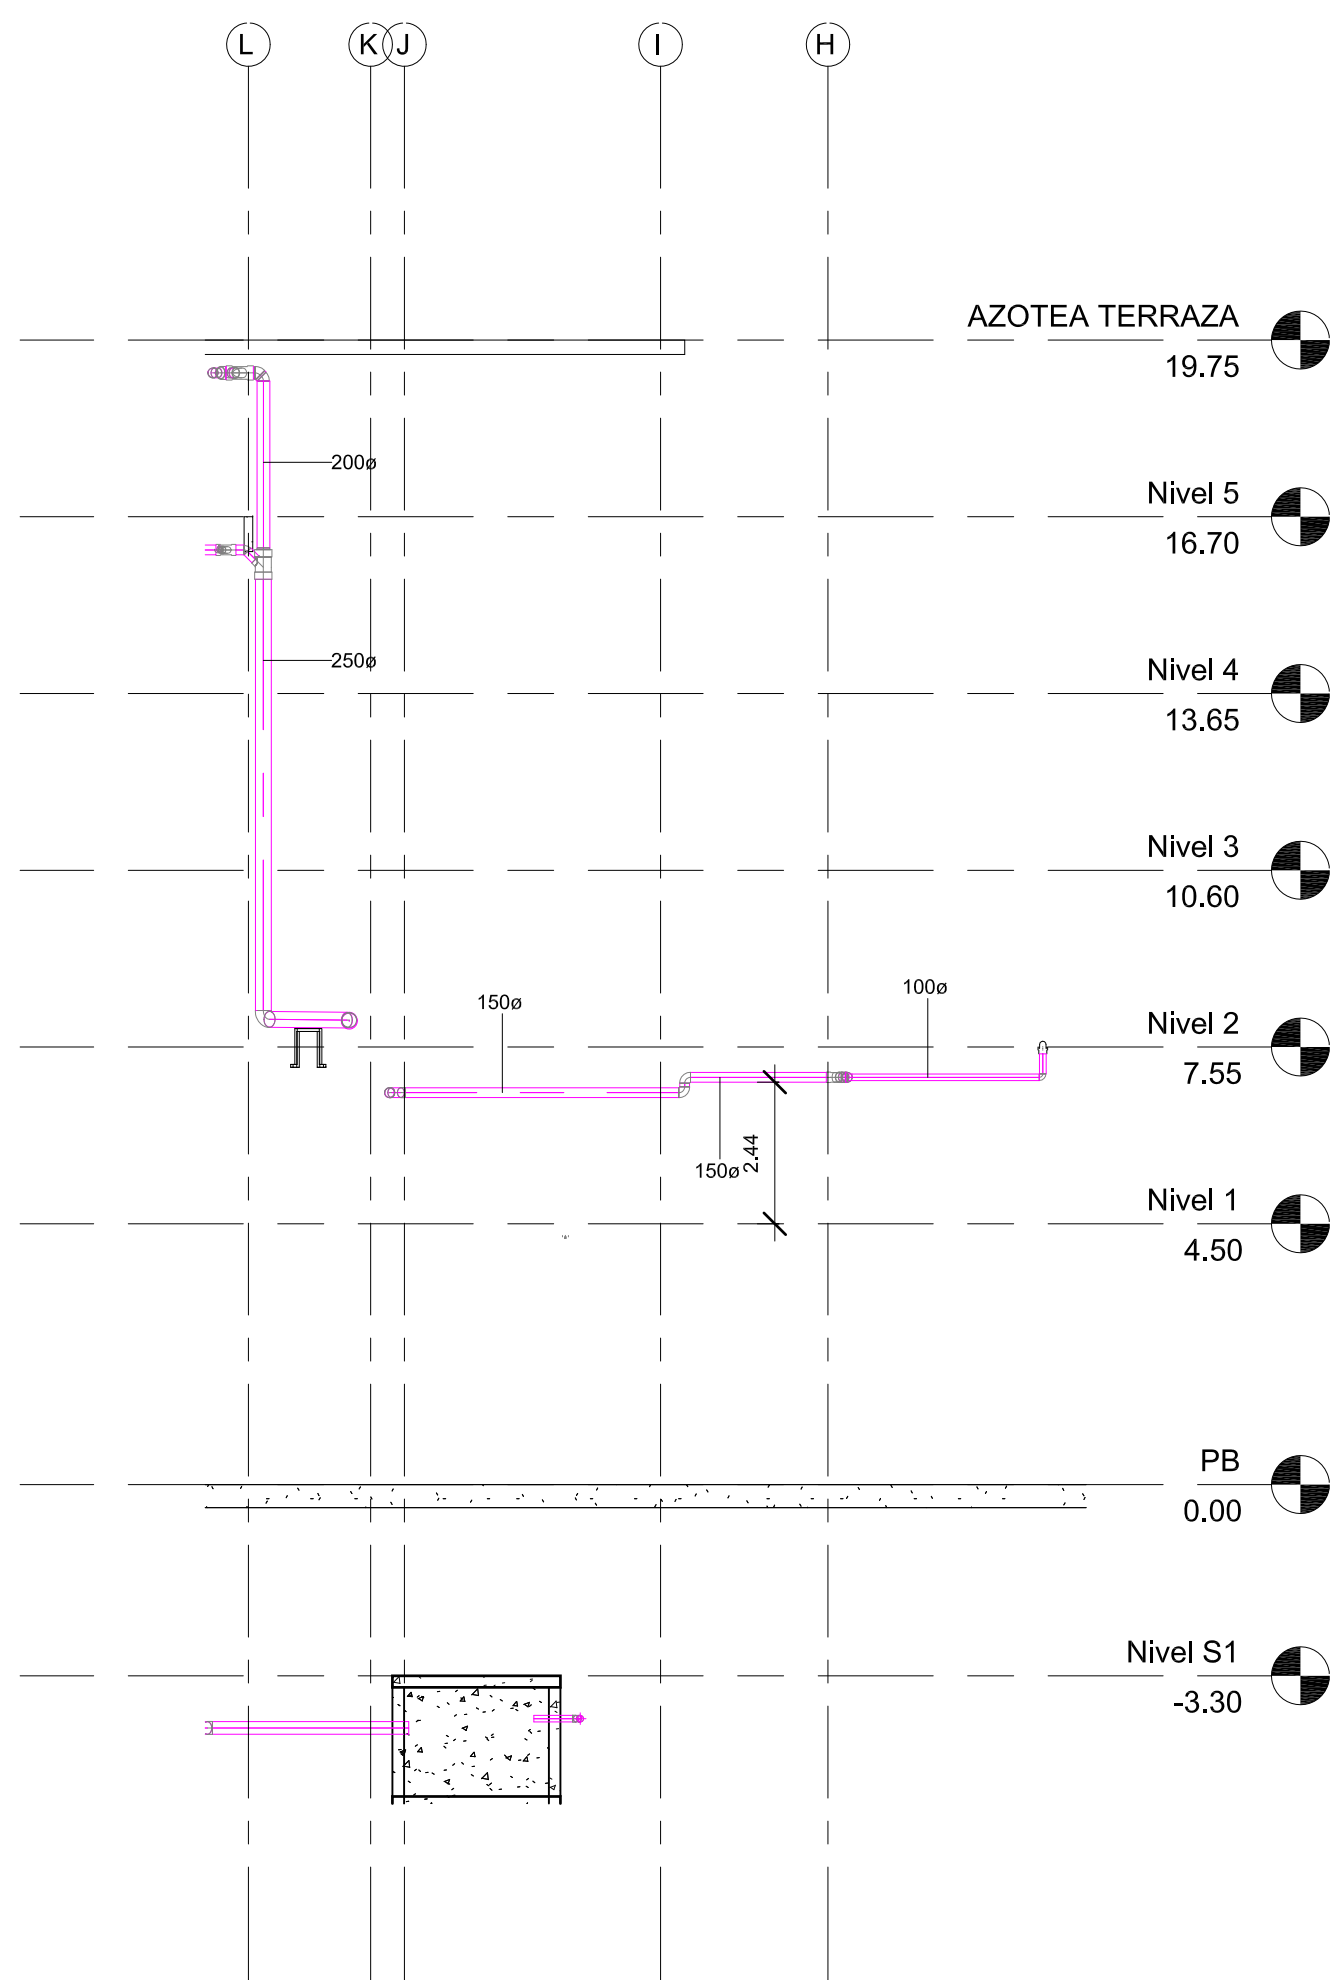 L K J I H
AZOTEA TERRAZA
19.75
200ø
Nivel 5
16.70
250ø
Nivel 4
13.65
Nivel 3
10.60
100ø
150ø
Nivel 2
7.55
2.44
150ø
Nivel 1
4.50
PB
0.00
Nivel S1
-3.30